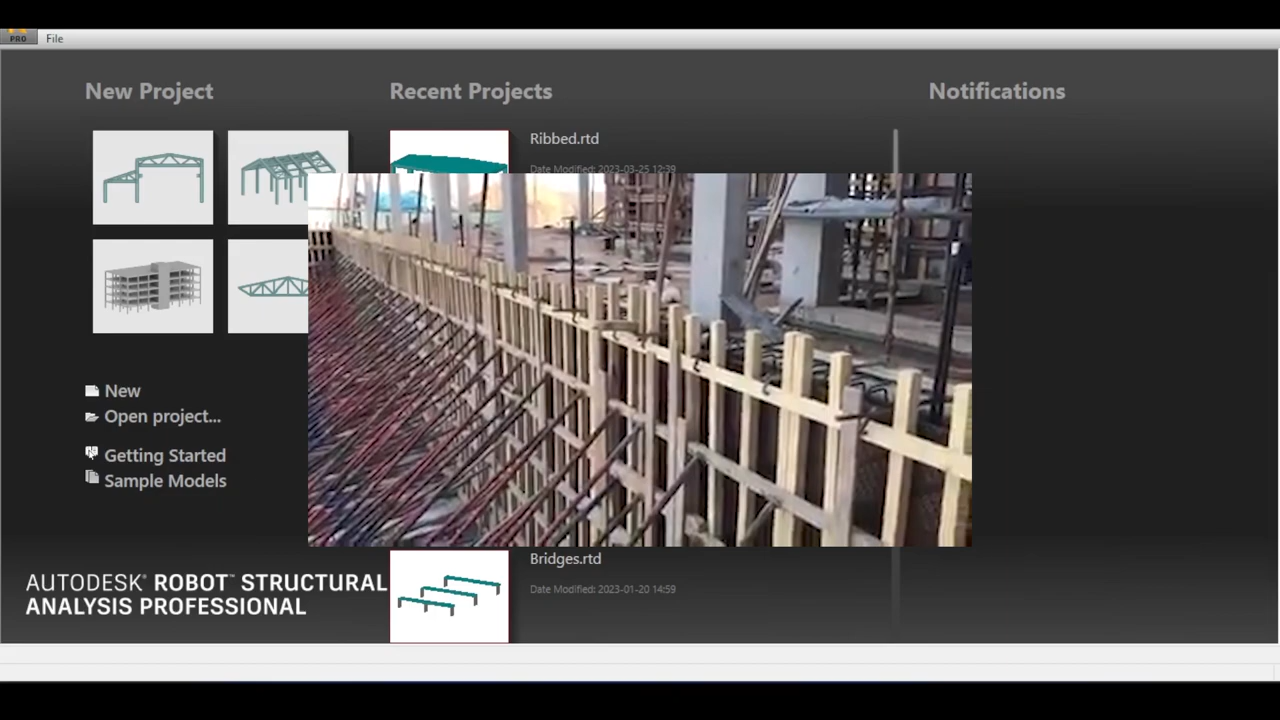 PRO
File
New Project
Recent Projects
Notifications
Ribbed.rtd
Date Modified: 2023-03-25 12:39
New
Open project...
Getting Started
Sample Models
Bridges.rtd
Date Modified: 2023-01-20 14:59
AUTODESK® ROBOT™ STRUCTURAL
ANALYSIS PROFESSIONAL